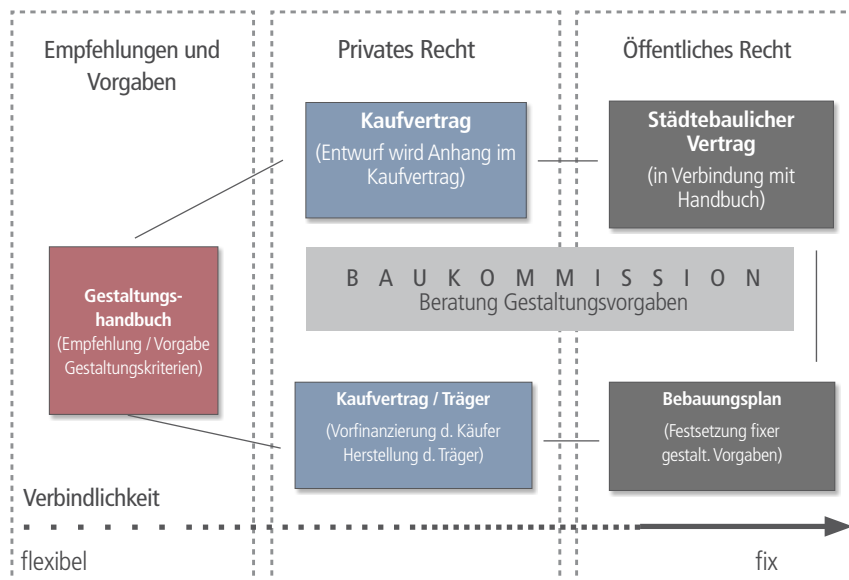 Empfehlungen und
Vorgaben
Privates Recht
Öffentliches Recht
Kaufvertrag
(Entwurf wird Anhang im
Kaufvertrag)
Städtebaulicher
Vertrag
(in Verbindung mit
Handbuch)
Gestaltungs-
handbuch
(Empfehlung / Vorgabe
Gestaltungskriterien)
BAUKOMMISSION
Beratung Gestaltungsvorgaben
Kaufvertrag / Träger
(Vorfinanzierung d. Käufer
Herstellung d. Träger)
Bebauungsplan
(Festsetzung fixer
gestalt. Vorgaben)
Verbindlichkeit
flexibel
fix